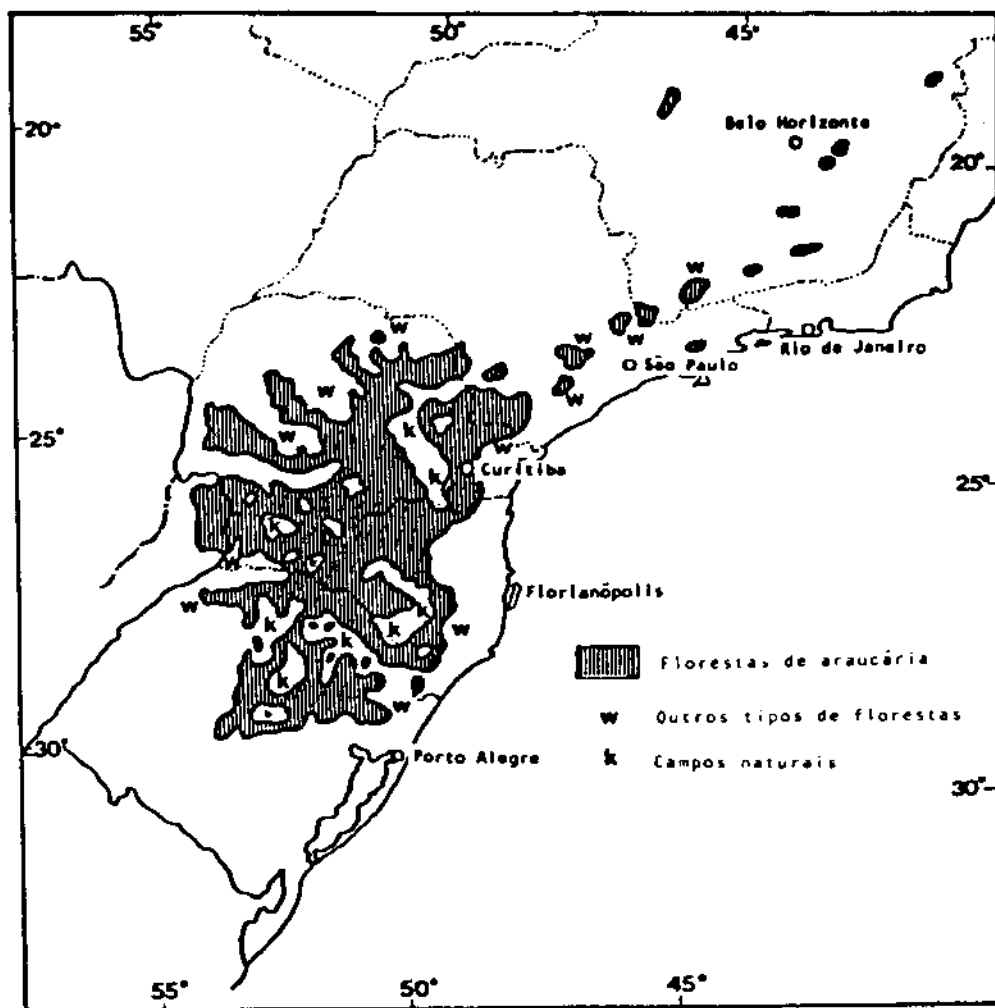 55° 50° 45°
20°
Belo Horizonte
20°
w
w
w
w
Rio de Janeiro
São Paulo
w
w
25°
w
k
w
k
Curitiba
25°
k
w
w
k
Florianópolis
k
k
w
k
k
Florestas de araucária
w
w Outros tipos de florestas
30°
Porto Alegre
k Campos naturais
30°
55° 50° 45°